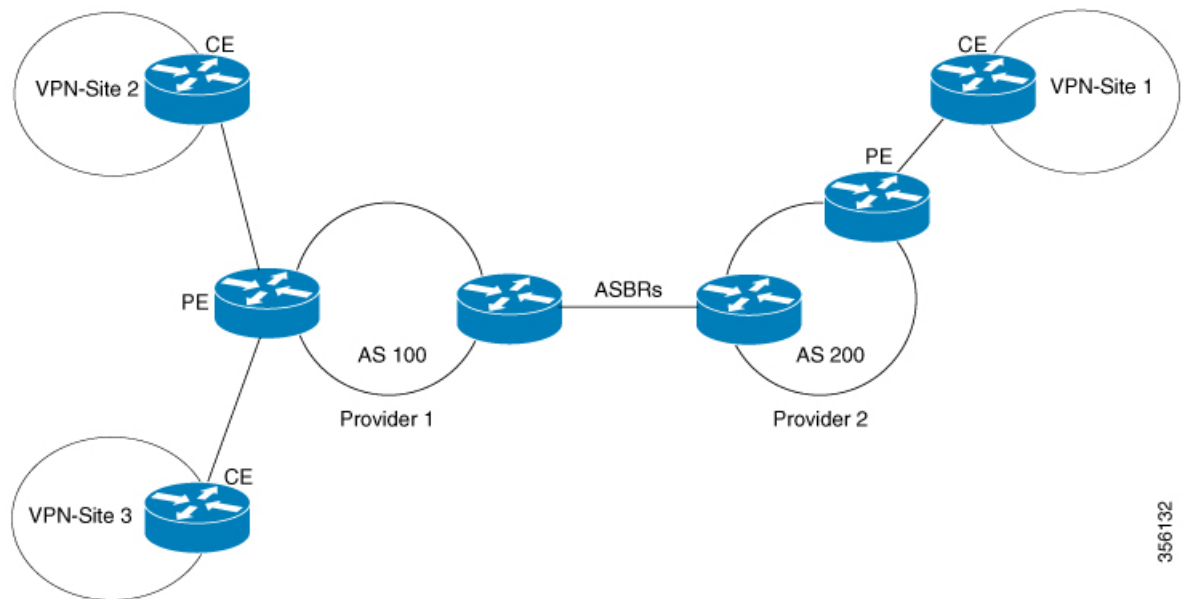 CE
VPN-Site 2
CE
VPN-Site 1
PE
PE
ASBRs
AS 100
AS 200
Provider 1
Provider 2
CE
VPN-Site 3
356132